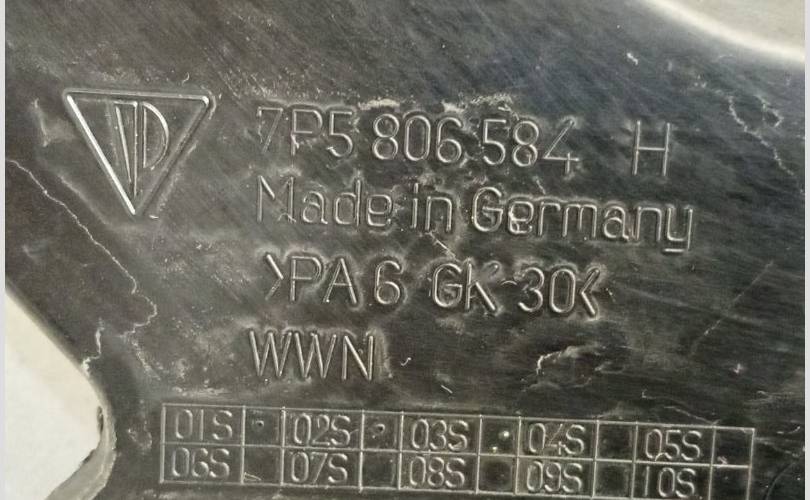 7P5 806 584 H
Made in Germany
>PA 6 GK 30<
WWN
01S 02S 03S 04S 05S
06S 07S 08S 09S 10S